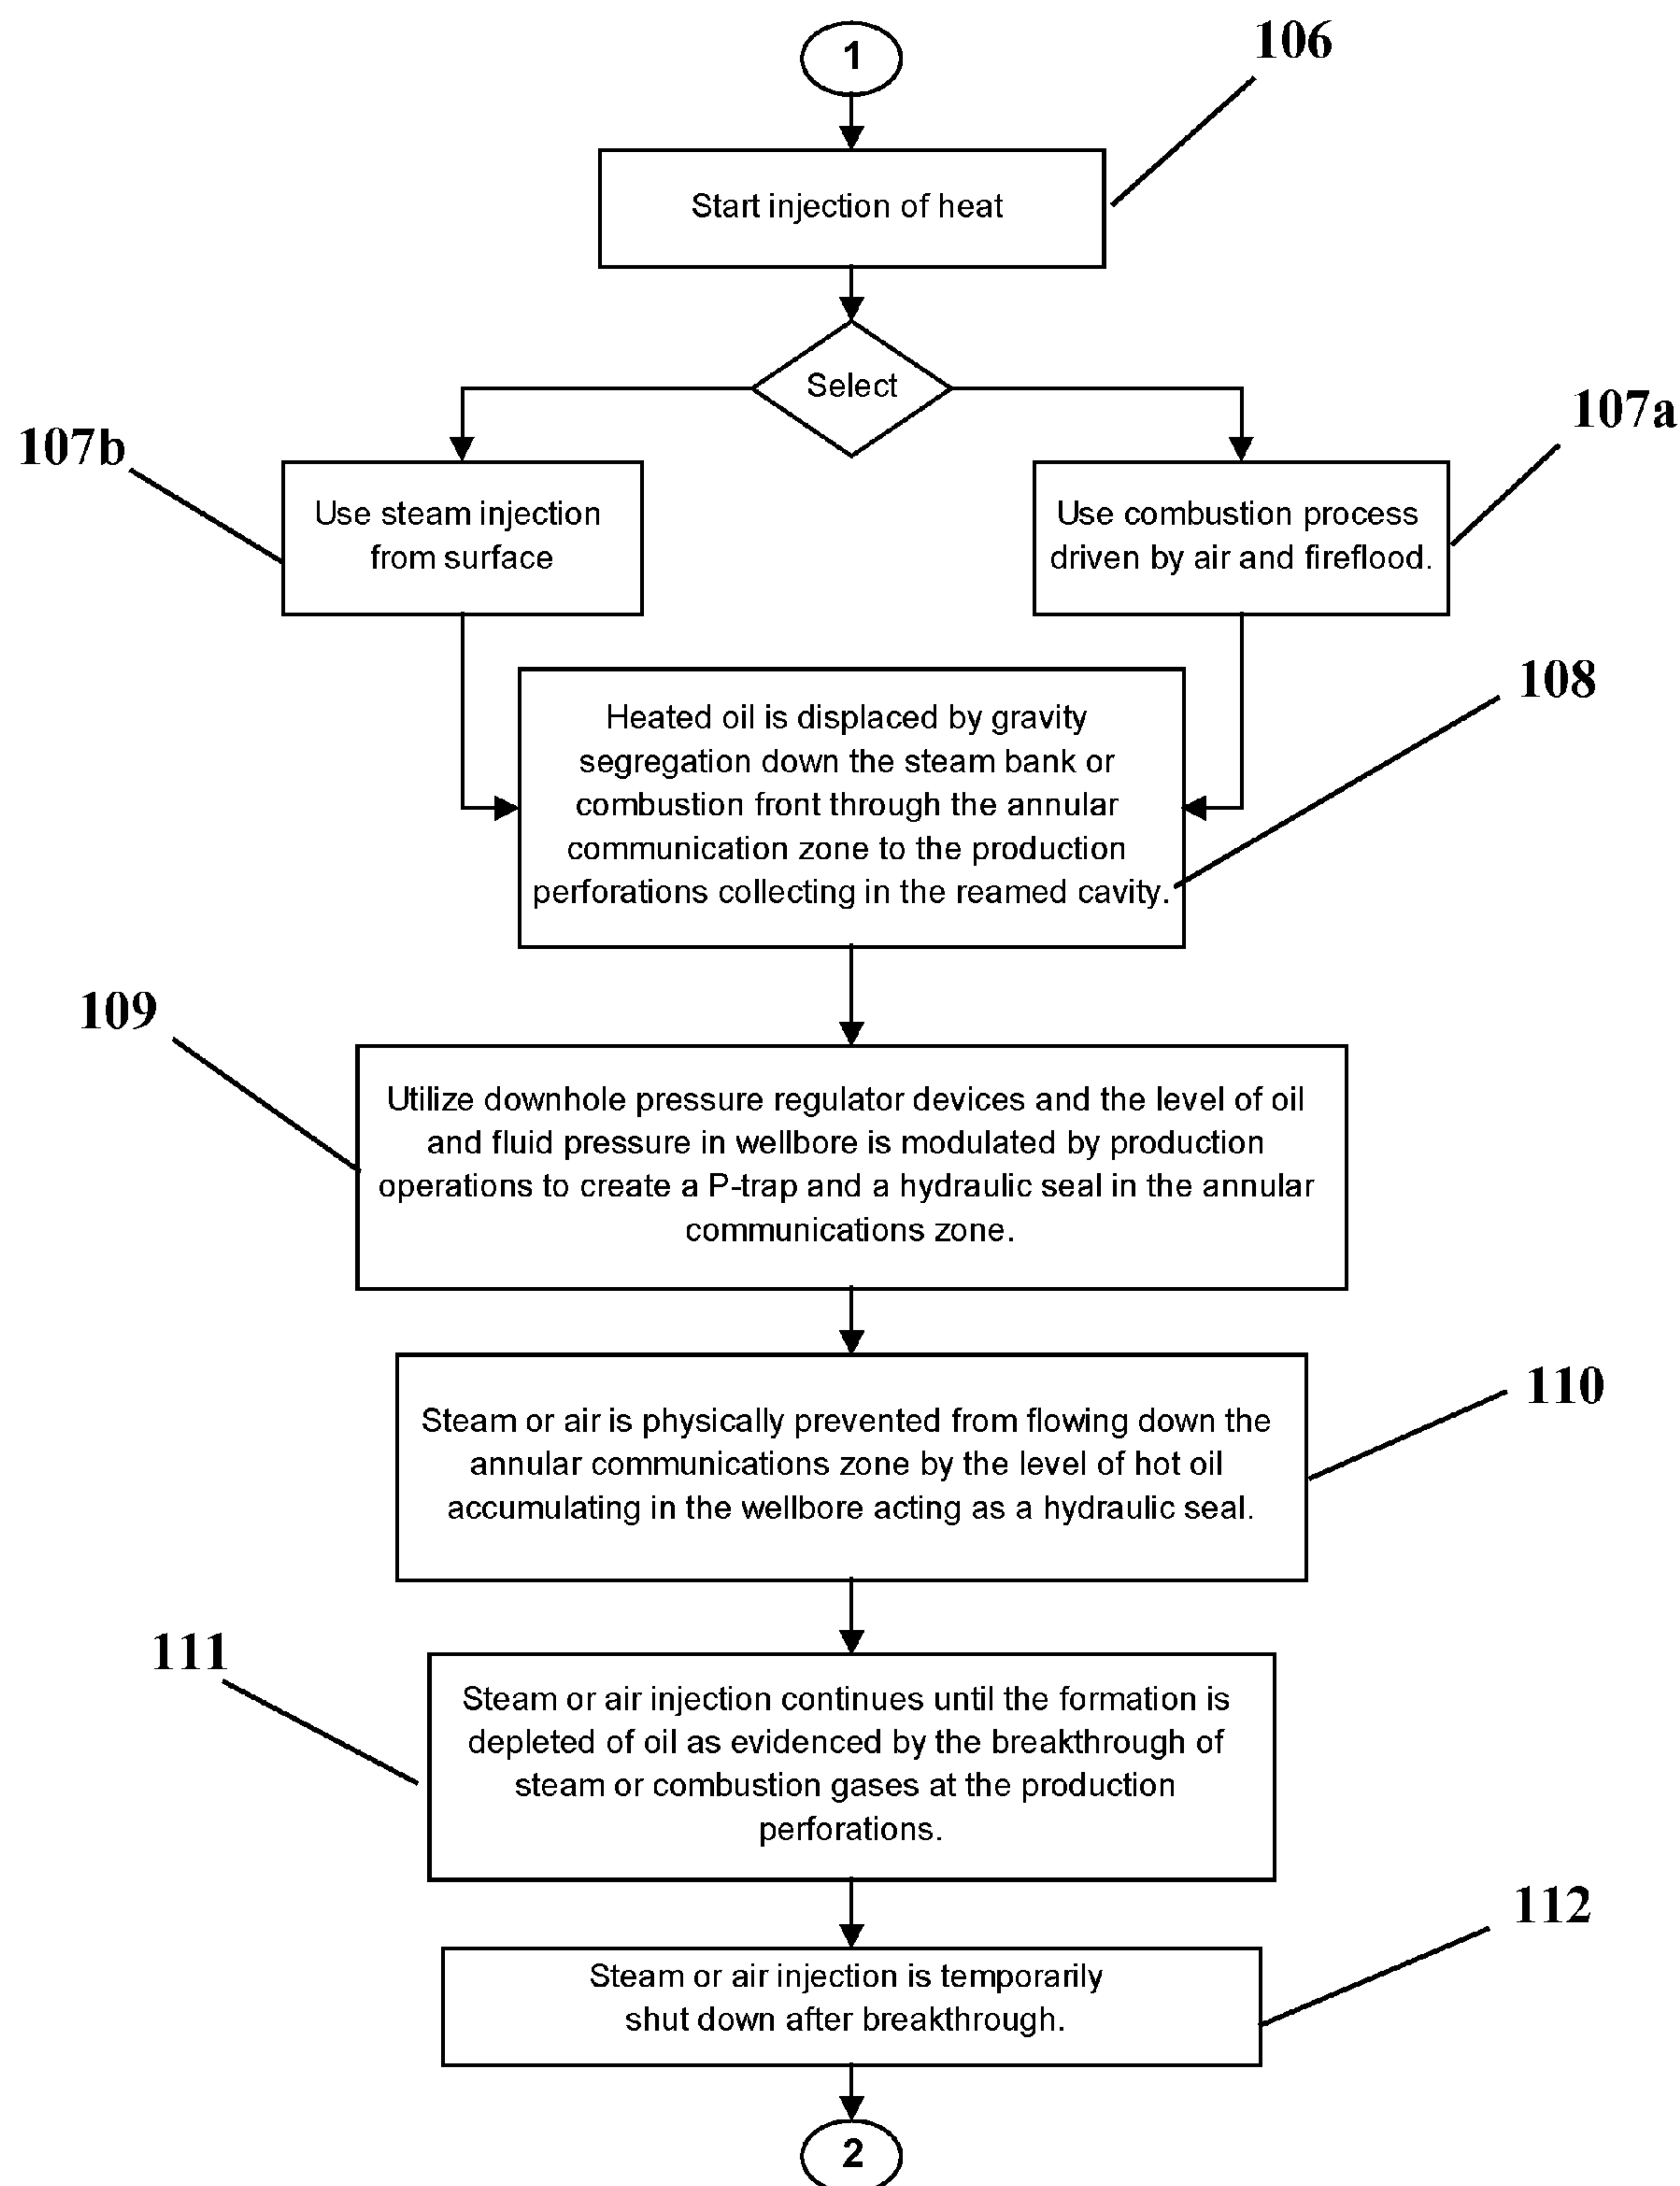 1
106
Start injection of heat
Select
107b
107a
Use steam injection
from surface
Use combustion process
driven by air and fireflood.
108
Heated oil is displaced by gravity
segregation down the steam bank or
combustion front through the annular
communication zone to the production
perforations collecting in the reamed cavity.
109
Utilize downhole pressure regulator devices and the level of oil
and fluid pressure in wellbore is modulated by production
operations to create a P-trap and a hydraulic seal in the annular
communications zone.
110
Steam or air is physically prevented from flowing down the
annular communications zone by the level of hot oil
accumulating in the wellbore acting as a hydraulic seal.
111
Steam or air injection continues until the formation is
depleted of oil as evidenced by the breakthrough of
steam or combustion gases at the production
perforations.
112
Steam or air injection is temporarily
shut down after breakthrough.
2